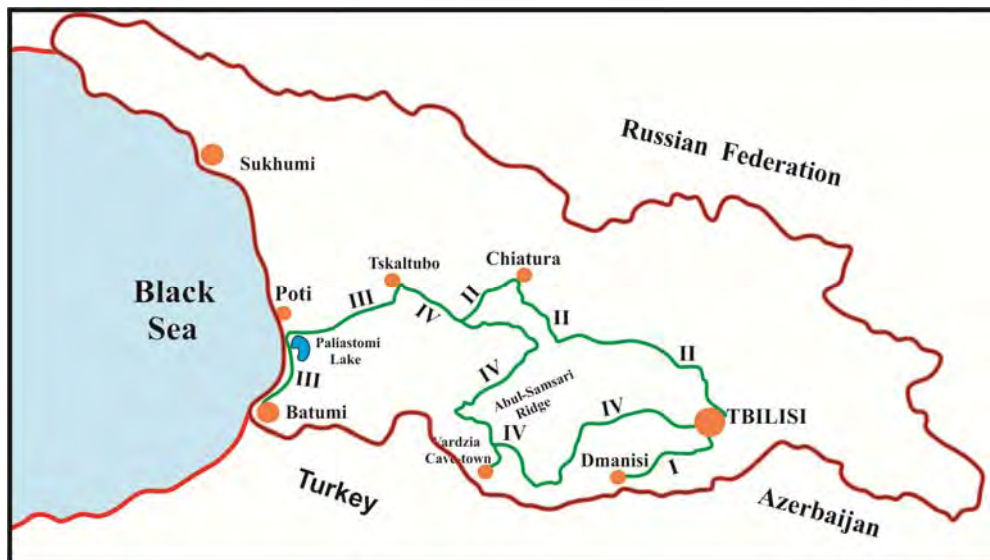 Russian Federation
Sukhumi
Tskaltubo
Chiatura
Black
Sea
Poti
III
II
IV
II
Paliastomi
Lake
II
III
IV
Abul-Samsari
Ridge
Batumi
IV
TBILISI
IV
Vardzia
Cave-town
Dmanisi
I
Turkey
Azerbaijan